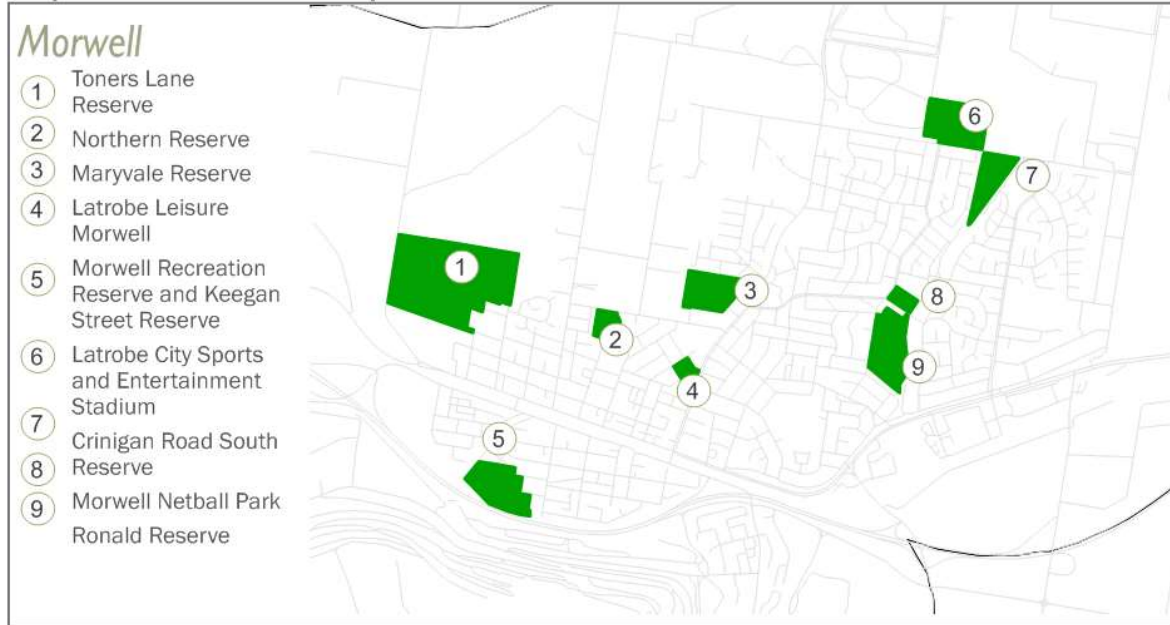 Morwell
1 Toners Lane
Reserve
2 Northern Reserve
3 Maryvale Reserve
4 Latrobe Leisure
Morwell
5 Morwell Recreation
Reserve and Keegan
Street Reserve
6 Latrobe City Sports
and Entertainment
Stadium
7 Crinigan Road South
Reserve
8 Morwell Netball Park
9 Ronald Reserve
6
7
1
3
8
2
9
4
5